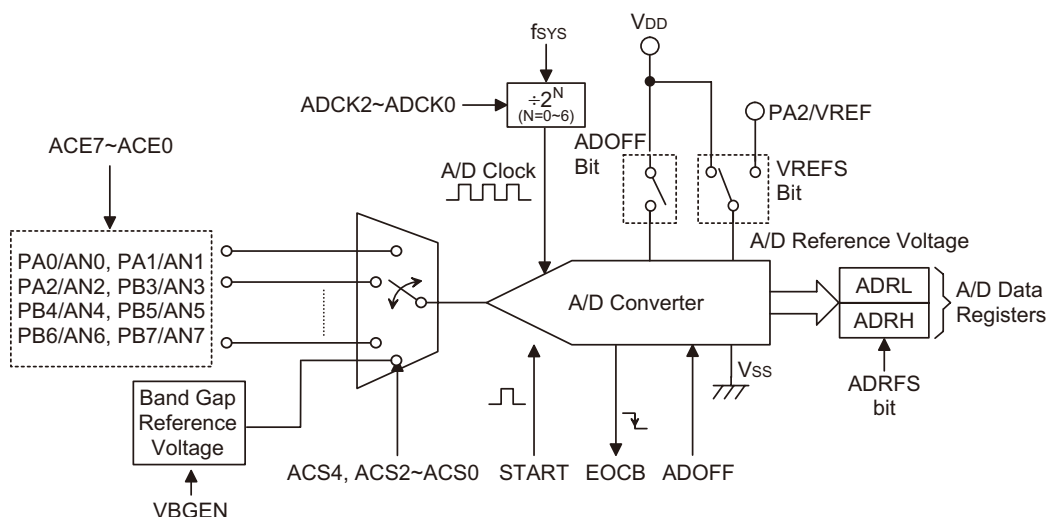 fSYS
VDD
ADCK2~ADCK0
÷2N
(N=0~6)
PA2/VREF
ADOFF
Bit
VREFS
Bit
ACE7~ACE0
A/D Clock
A/D Reference Voltage
PA0/AN0, PA1/AN1
PA2/AN2, PB3/AN3
PB4/AN4, PB5/AN5
PB6/AN6, PB7/AN7
A/D Converter
ADRL
ADRH
A/D Data
Registers
VSS
ADRFS
bit
Band Gap
Reference
Voltage
ACS4, ACS2~ACS0
START
EOCB
ADOFF
VBGEN